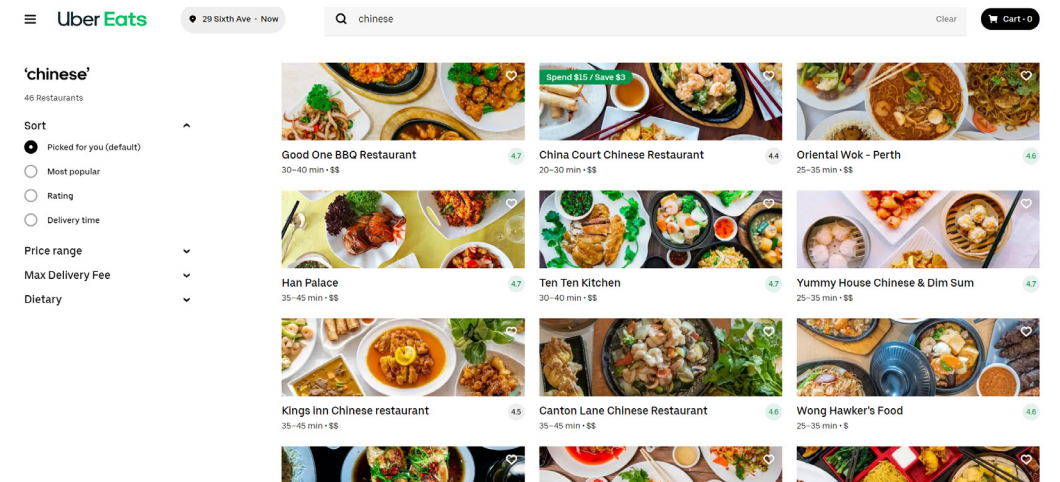 Uber Eats
29 Sixth Ave • Now
chinese
Clear
Cart • 0
'chinese'
46 Restaurants
Sort
Picked for you (default)
Most popular
Rating
Delivery time
Price range
Max Delivery Fee
Dietary
Good One BBQ Restaurant
4.7
30–40 min • $$
Spend $15 / Save $3
China Court Chinese Restaurant
4.4
20–30 min • $$
Oriental Wok - Perth
4.6
25–35 min • $$
Han Palace
4.7
35–45 min • $$
Ten Ten Kitchen
4.7
30–40 min • $$
Yummy House Chinese & Dim Sum
4.7
25–35 min • $$
Kings inn Chinese restaurant
4.5
35–45 min • $$
Canton Lane Chinese Restaurant
4.6
35–45 min • $$
Wong Hawker's Food
4.6
25–35 min • $